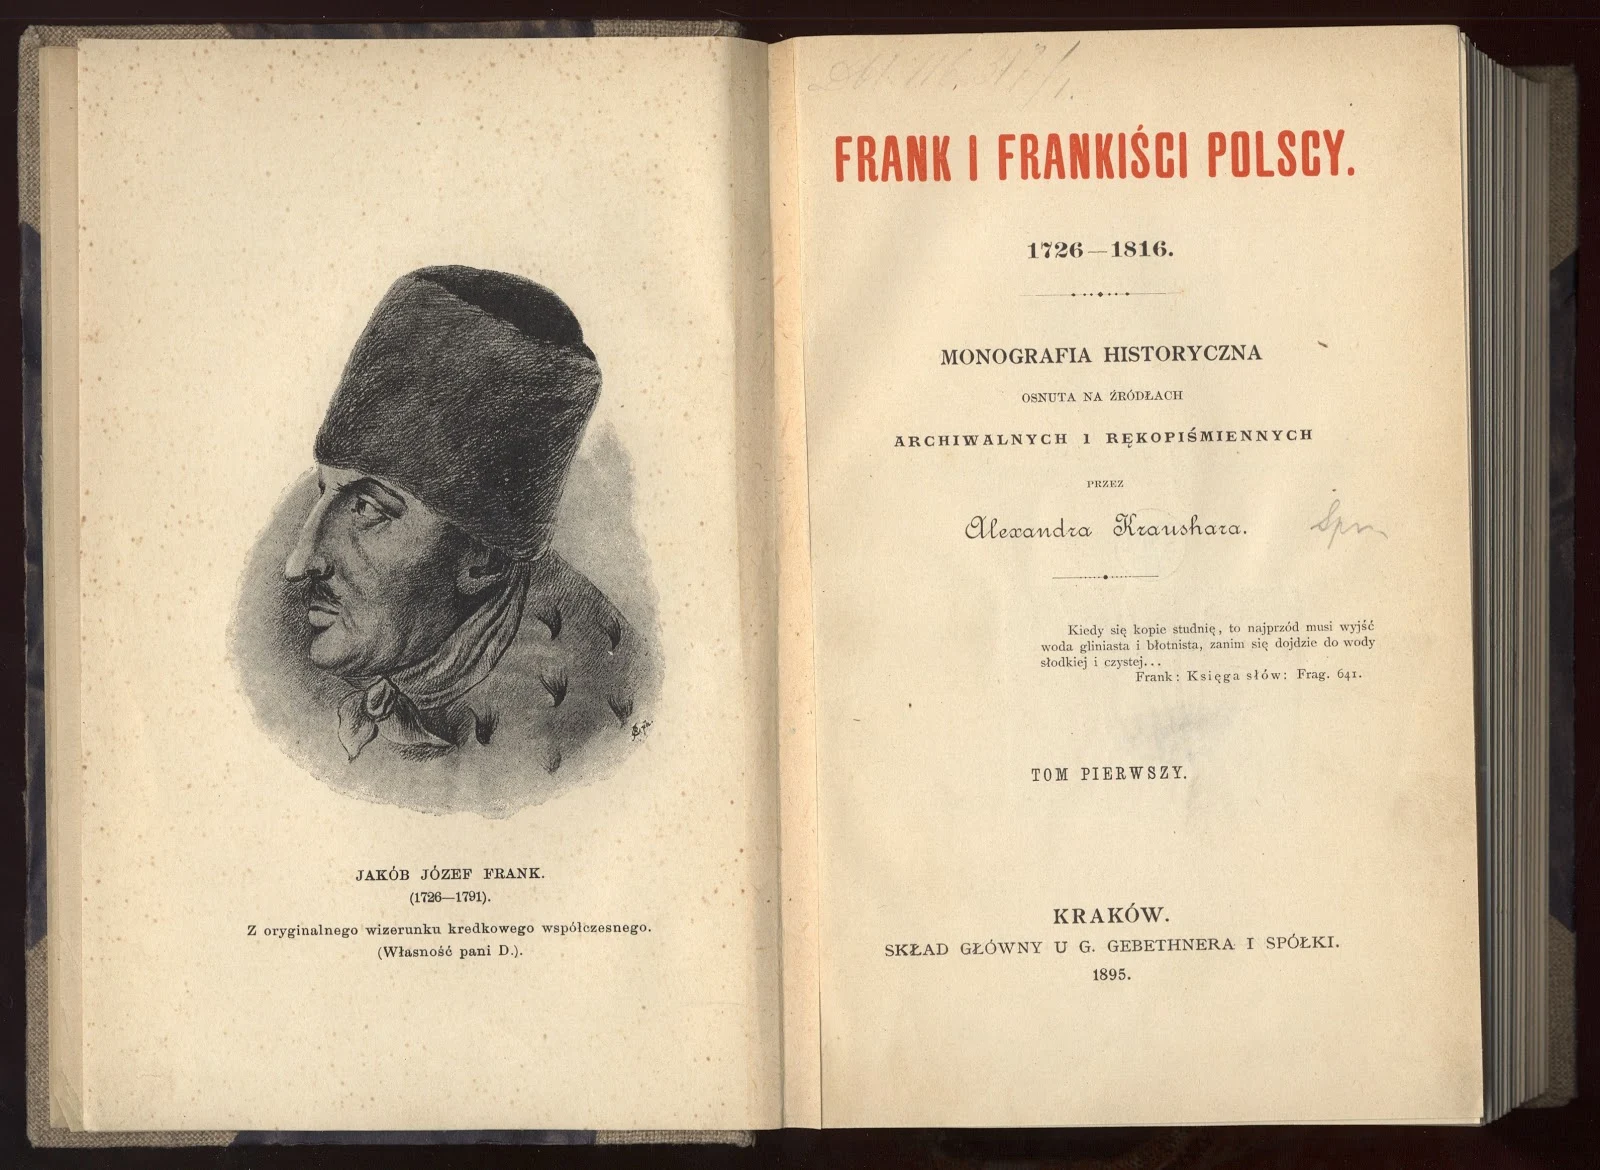 JAKÓB JÓZEF FRANK.
(1726—1791).
Z oryginalnego wizerunku kredkowego współczesnego.
(Własność pani D.).
FRANK I FRANKIŚCI POLSCY.
1726—1816.
MONOGRAFIA HISTORYCZNA
OSNUTA NA ŹRÓDŁACH
ARCHIWALNYCH I RĘKOPIŚMIENNYCH
PRZEZ
Alexandra Kraushara.
Kiedy się kopie studnię, to najprzód musi wyjść
woda gliniasta i błotnista, zanim się dojdzie do wody
słodkiej i czystej...
Frank: Księga słów: Frag. 641.
TOM PIERWSZY.
KRAKÓW.
SKŁAD GŁÓWNY U G. GEBETHNERA I SPÓŁKI.
1895.